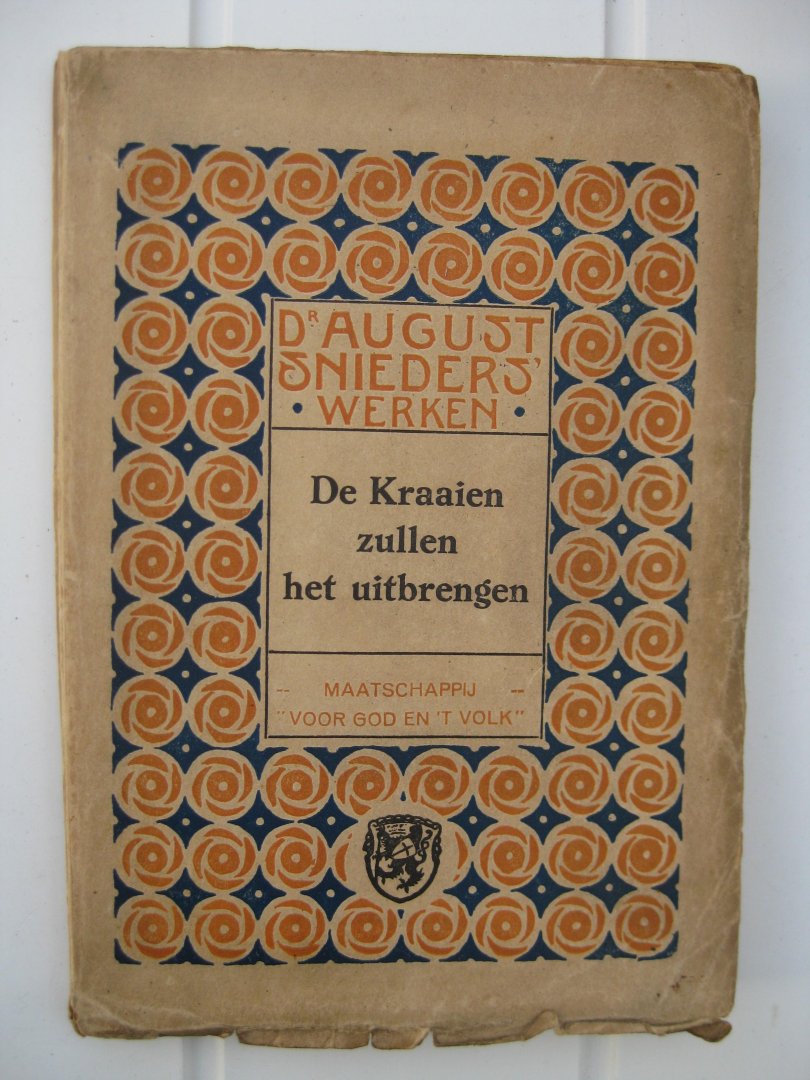 DR AUGUST
SNIEDERS'
• WERKEN •
De Kraaien
zullen
het uitbrengen
-- MAATSCHAPPIJ --
"VOOR GOD EN 'T VOLK"